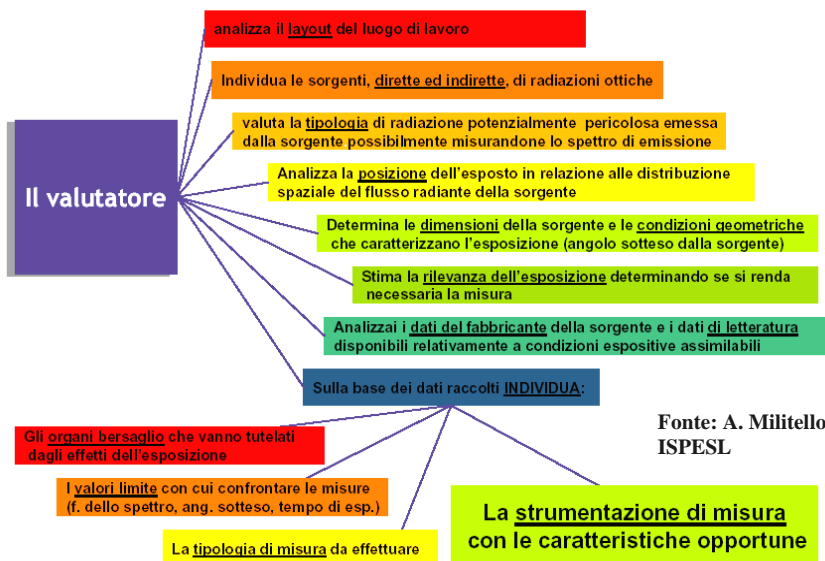 analizza il layout del luogo di lavoro
Individua le sorgenti, dirette ed indirette, di radiazioni ottiche
valuta la tipologia di radiazione potenzialmente pericolosa emessa
dalla sorgente possibilmente misurandone lo spettro di emissione
Il valutatore
Analizza la posizione dell'esposto in relazione alle distribuzione
spaziale del flusso radiante della sorgente
Determina le dimensioni della sorgente e le condizioni geometriche
che caratterizzano l'esposizione (angolo sotteso dalla sorgente)
Stima la rilevanza dell'esposizione determinando se si renda
necessaria la misura
Analizzai i dati del fabbricante della sorgente e i dati di letteratura
disponibili relativamente a condizioni espositive assimilabili
Sulla base dei dati raccolti INDIVIDUA:
Fonte: A. Militello
ISPESL
Gli organi bersaglio che vanno tutelati
dagli effetti dell'esposizione
I valori limite con cui confrontare le misure
(f. dello spettro, ang. sotteso, tempo di esp.)
La tipologia di misura da effettuare
La strumentazione di misura
con le caratteristiche opportune